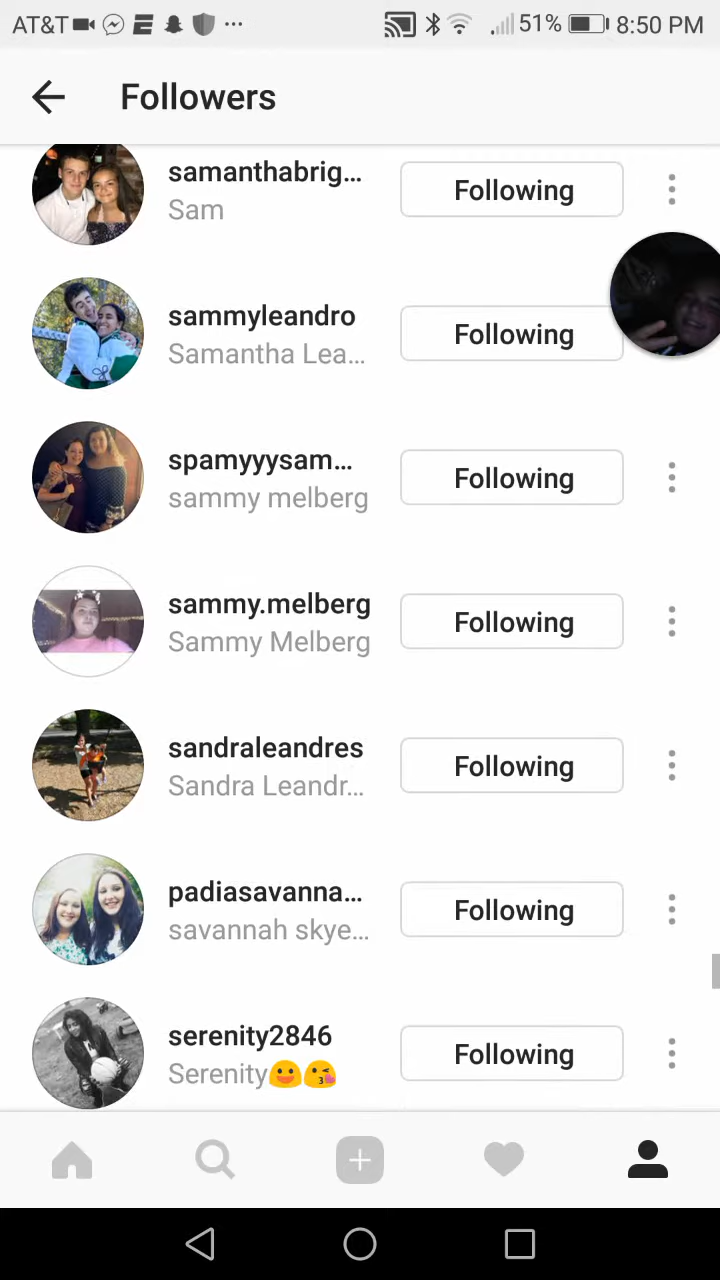 AT&T 51% 8:50 PM
Followers
samanthabrig... Following
Sam
sammyleandro Following
Samantha Lea...
spamyyysam... Following
sammy melberg
sammy.melberg Following
Sammy Melberg
sandraleandres Following
Sandra Leandr...
padiasavanna... Following
savannah skye...
serenity2846 Following
Serenity😀😘